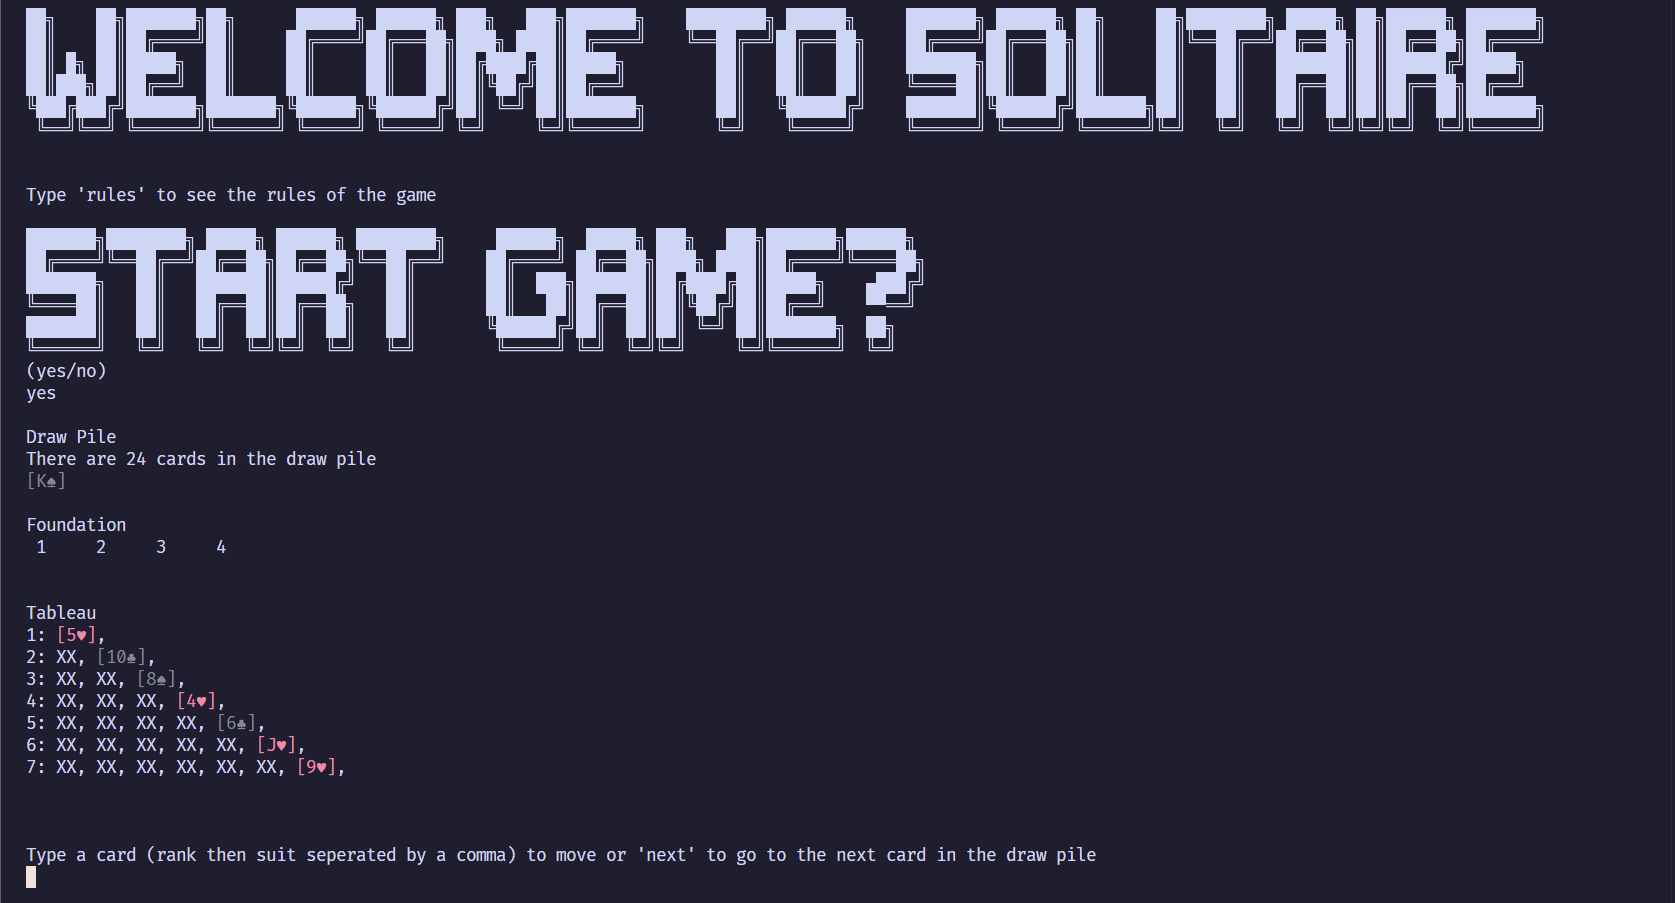 WELCOME TO SOLITAIRE
Type 'rules' to see the rules of the game
START GAME?
(yes/no)
yes
Draw Pile
There are 24 cards in the draw pile
[K♠]
Foundation
1 2 3 4
Tableau
1: [5♥],
2: XX, [10♣],
3: XX, XX, [8♠],
4: XX, XX, XX, [4♥],
5: XX, XX, XX, XX, [6♣],
6: XX, XX, XX, XX, XX, [J♥],
7: XX, XX, XX, XX, XX, XX, [9♥],
Type a card (rank then suit seperated by a comma) to move or 'next' to go to the next card in the draw pile